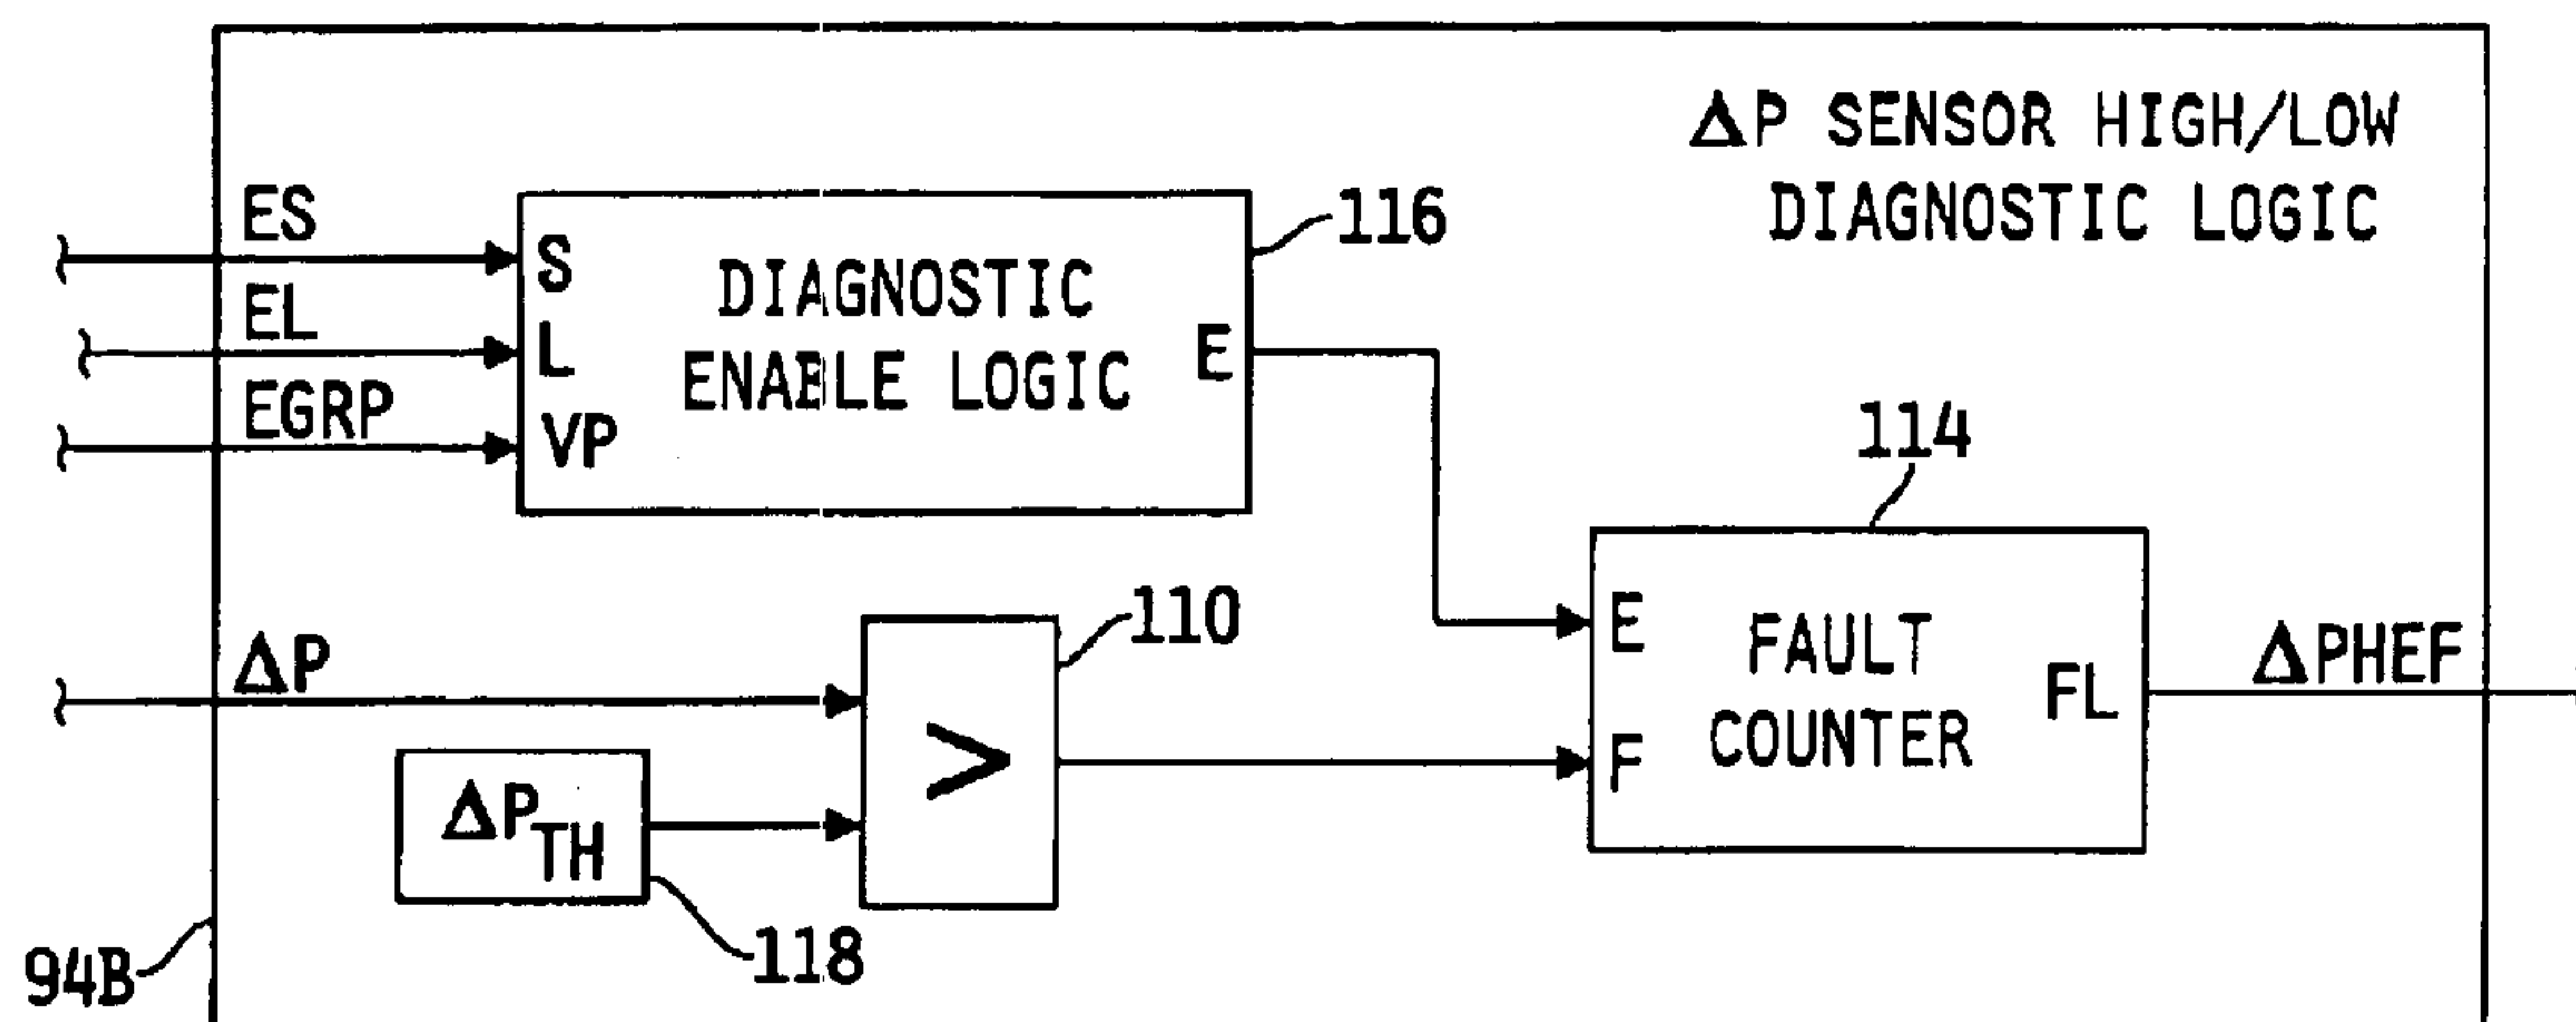 ΔP SENSOR HIGH/LOW
DIAGNOSTIC LOGIC
ES
S
116
DIAGNOSTIC
ENABLE LOGIC
EL
L
E
EGRP
VP
114
ΔP
110
>
E
FAULT
COUNTER
FL
F
ΔPHEF
ΔPTH
118
94B